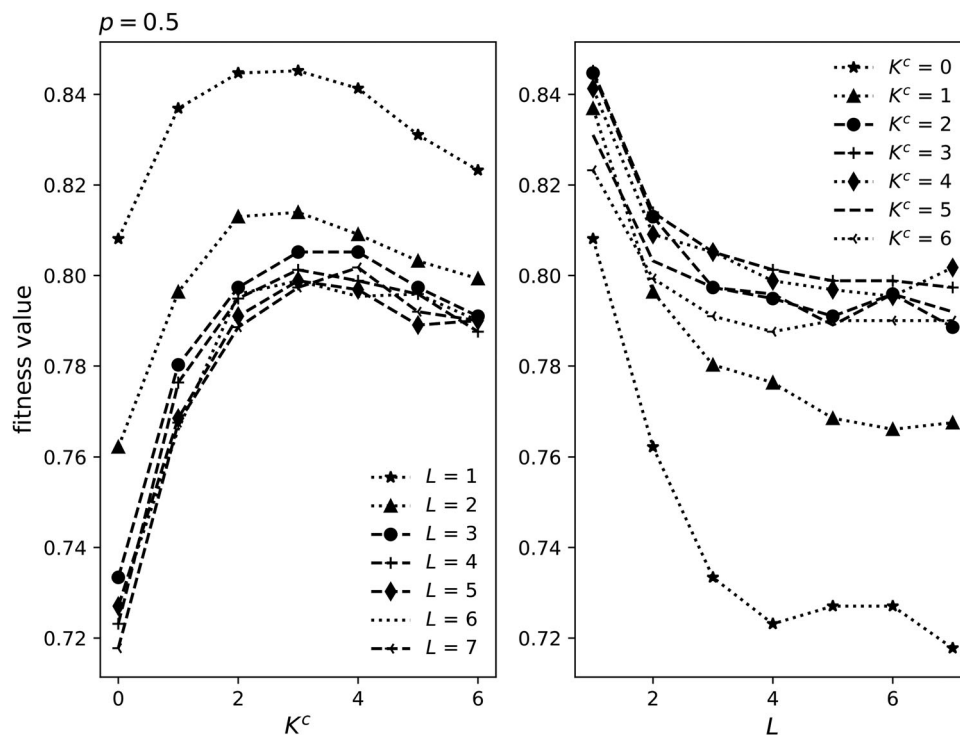 p = 0.5
fitness value
0.84
0.82
0.80
0.78
0.76
0.74
0.72
L = 1
L = 2
L = 3
L = 4
L = 5
L = 6
L = 7
0 2 4 6
K^c
0.84
0.82
0.80
0.78
0.76
0.74
0.72
K^c = 0
K^c = 1
K^c = 2
K^c = 3
K^c = 4
K^c = 5
K^c = 6
2 4 6
L